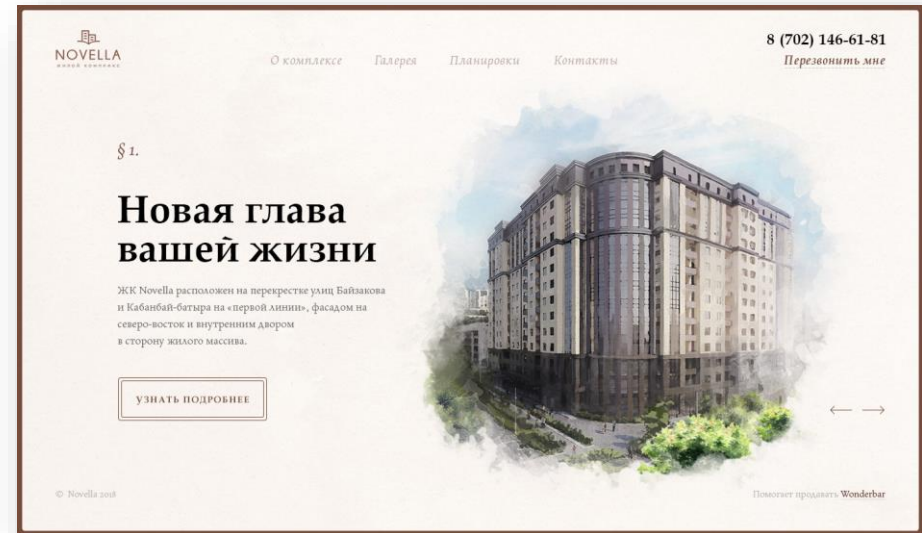 NOVELLA
жилой комплекс
О комплексе Галерея Планировки Контакты
8 (702) 146-61-81
Перезвонить мне
§ 1.
Новая глава
вашей жизни
ЖК Novella расположен на перекрестке улиц Байзакова
и Кабанбай-батыра на «первой линии», фасадом на
северо-восток и внутренним двором
в сторону жилого массива.
УЗНАТЬ ПОДРОБНЕЕ
© Novella 2018
Помогает продавать Wonderbar